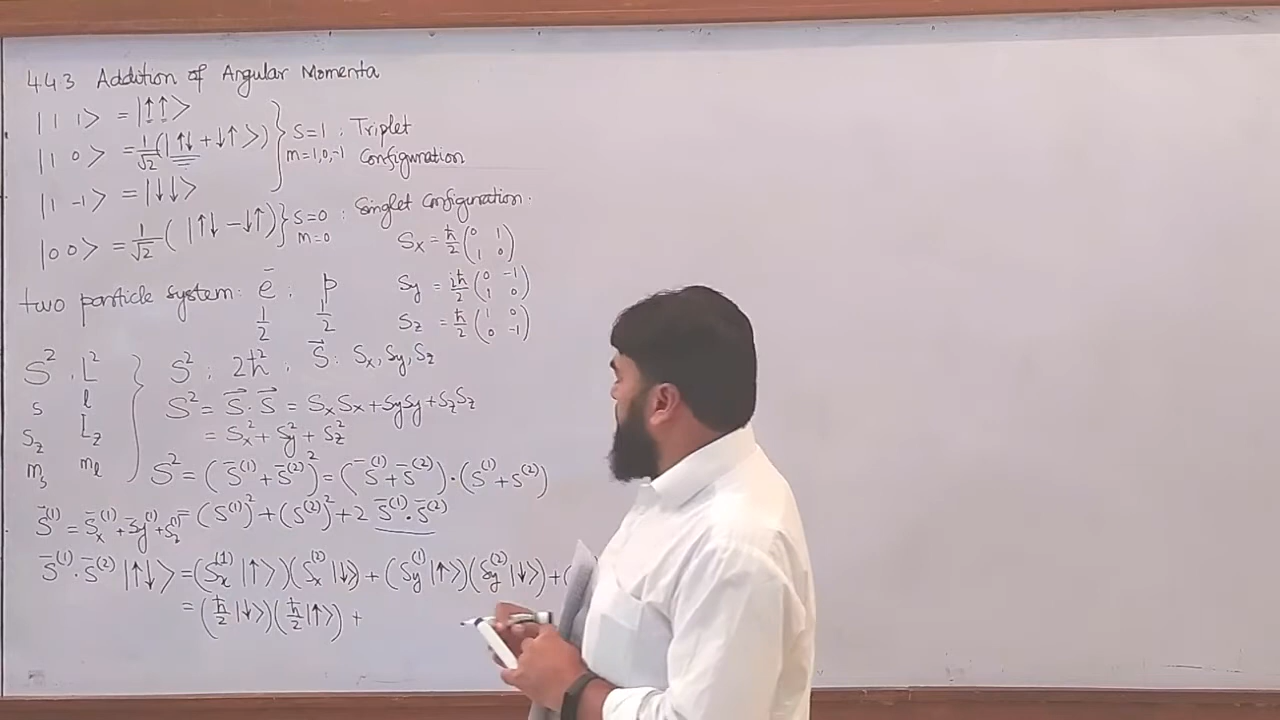 4.4.3 Addition of Angular Momenta
|1 1> = |↑↑>
|1 0> = 1/√2 (|↑↓ + ↓↑>)
|1 -1> = |↓↓>
} S=1 : Triplet
m=1,0,-1 Configuration
|0 0> = 1/√2 ( |↑↓ - ↓↑) } S=0 : Singlet Configuration.
m=0
Sx = ħ/2 (0 1 1 0)
two particle system: e⁻ : p
1/2 1/2
Sy = iħ/2 (0 -1 1 0)
Sz = ħ/2 (1 0 0 -1)
S² , L²
s l
Sz Lz
ms ml
S² : 2ħ² ; S⃗ : Sx, Sy, Sz
S² = S⃗ . S⃗ = SxSx + SySy + SzSz
= Sx² + Sy² + Sz²
S² = (S̄⁽¹⁾ + S̄⁽²⁾)² = (S̄⁽¹⁾ + S̄⁽²⁾) · (S⁽¹⁾ + S⁽²⁾)
= (S⁽¹⁾)² + (S⁽²⁾)² + 2 S̄⁽¹⁾ · S̄⁽²⁾
S̄⁽¹⁾ = S̄x⁽¹⁾ + S̄y⁽¹⁾ + Sz⁽¹⁾
S̄⁽¹⁾ · S̄⁽²⁾ |↑↓> = (Sx⁽¹⁾ |↑>)(Sx⁽²⁾ |↓>) + (Sy⁽¹⁾ |↑>)(Sy⁽²⁾ |↓>) + (
= (ħ/2 |↓>)(ħ/2 |↑>) +